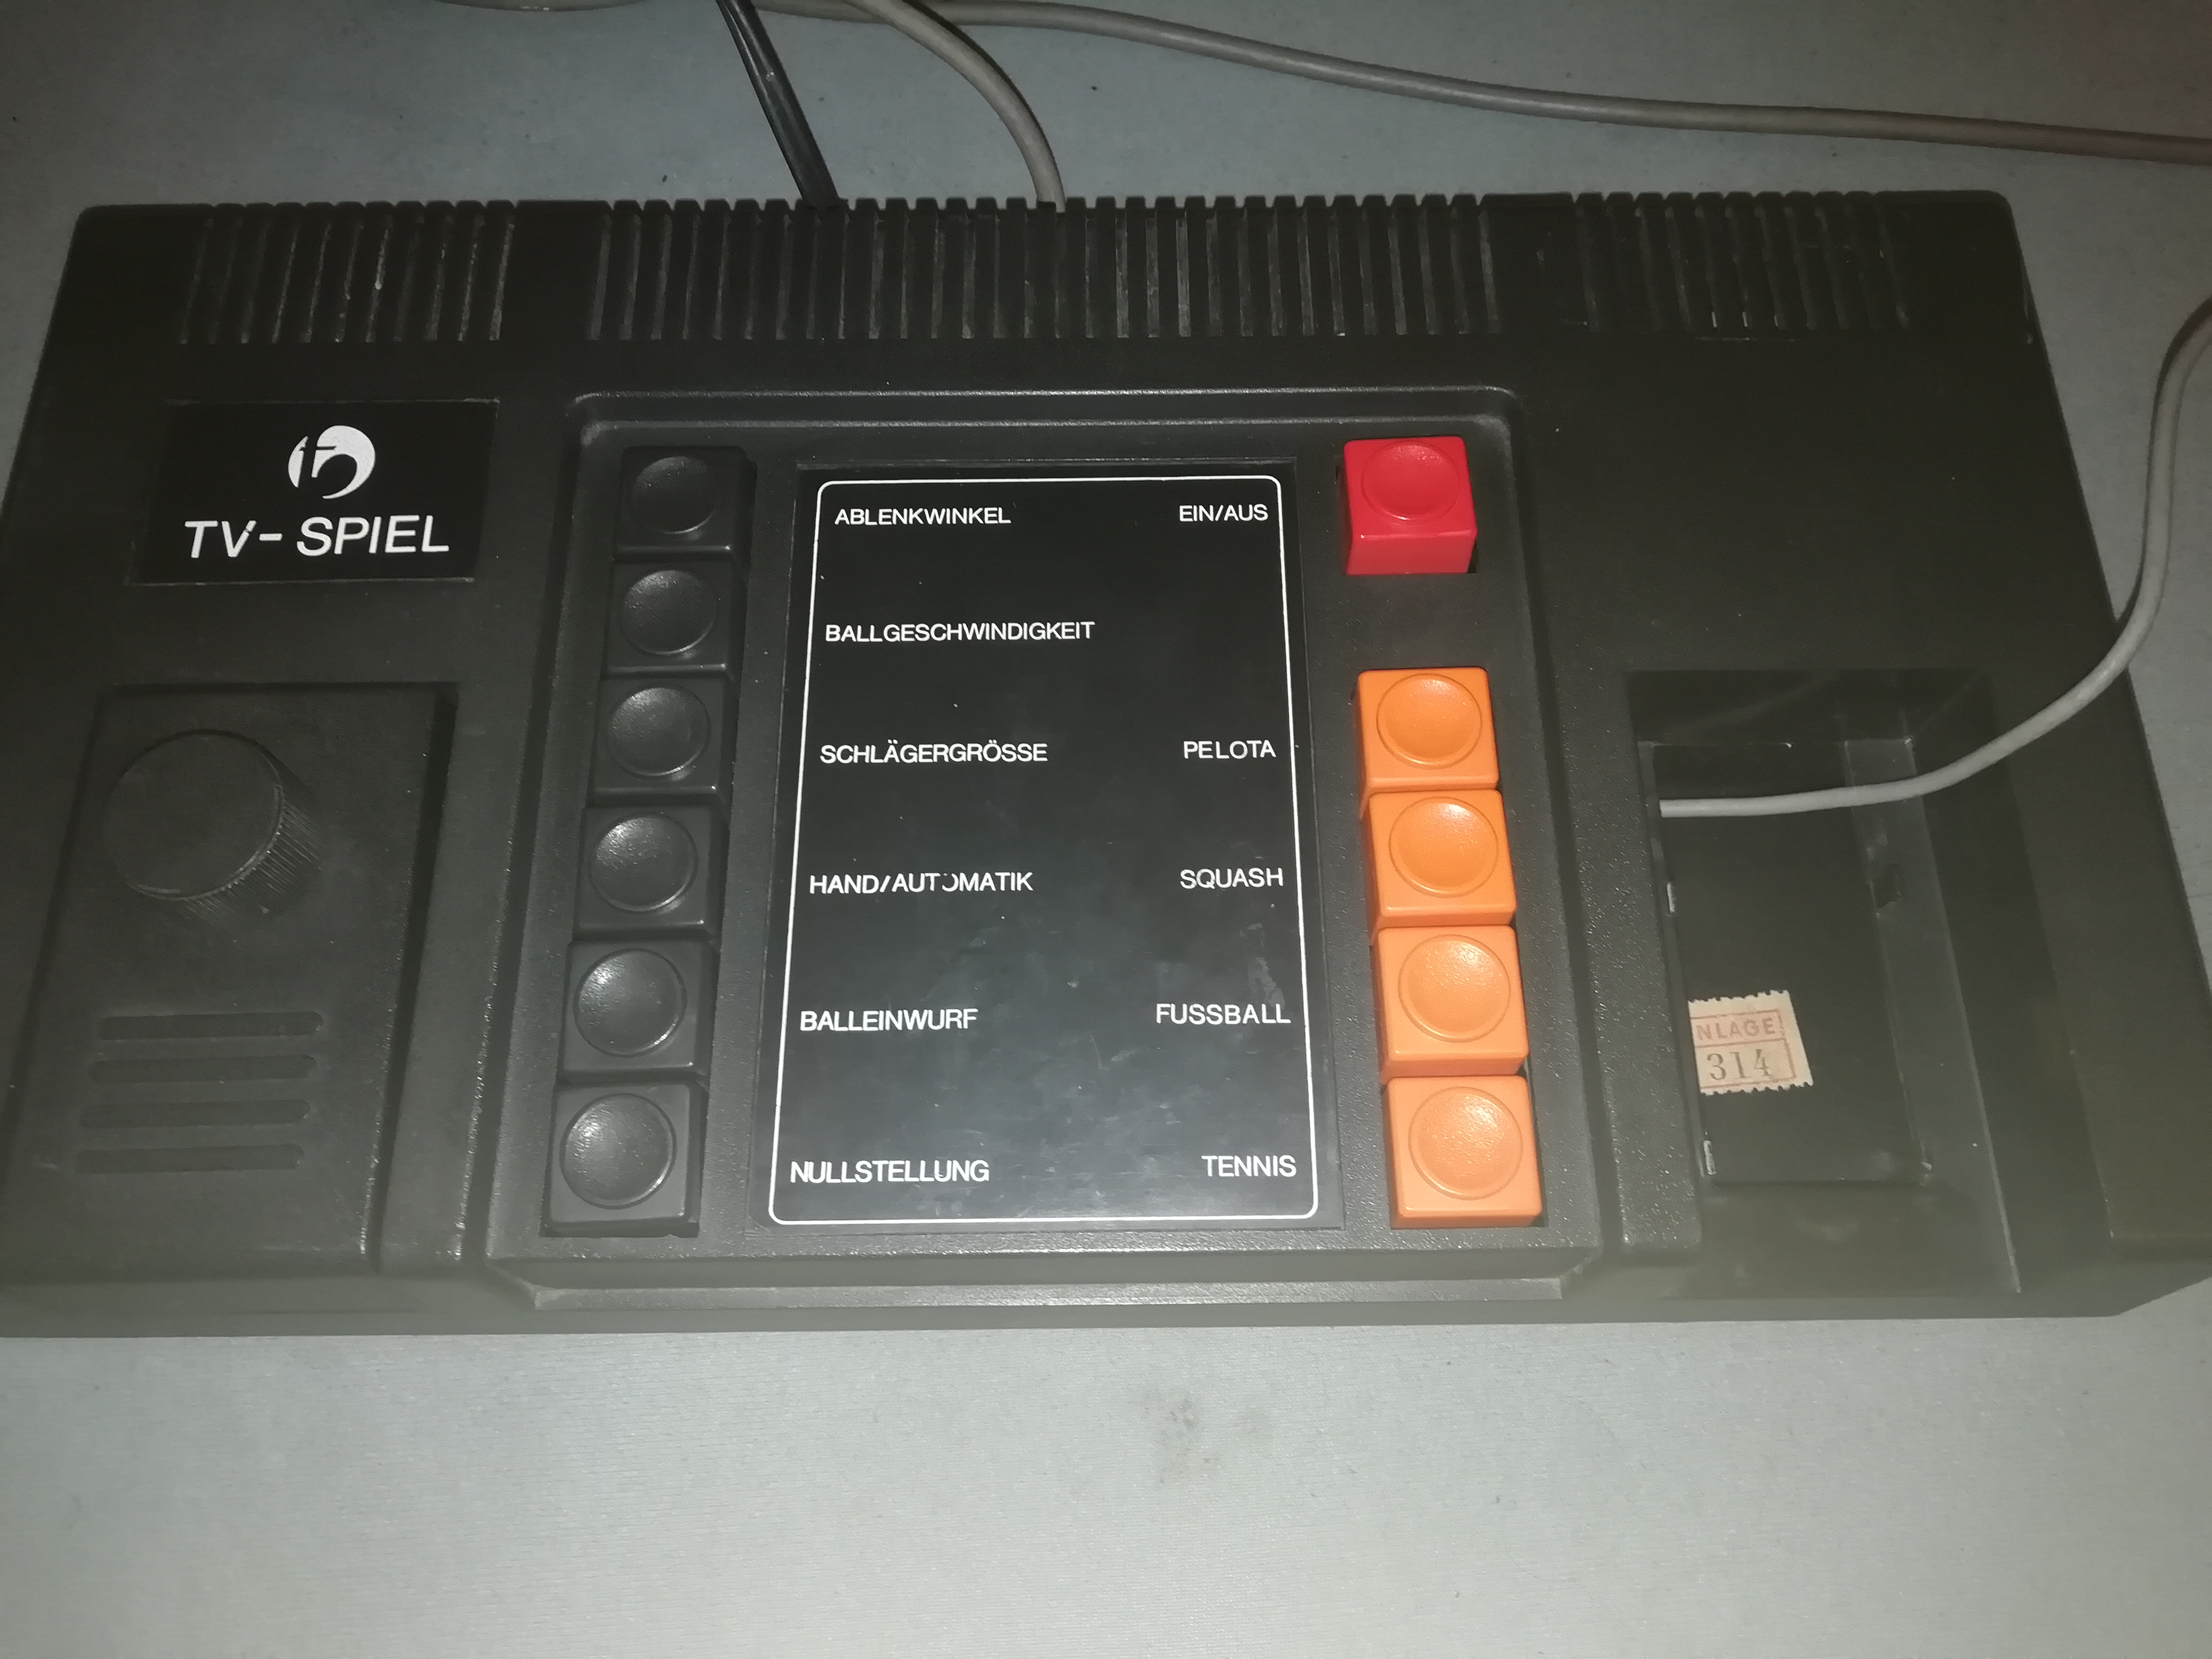 TV-SPIEL
ABLENKWINKEL EIN/AUS
BALLGESCHWINDIGKEIT
SCHLÄGERGRÖSSE PELOTA
HAND/AUTOMATIK SQUASH
BALLEINWURF FUSSBALL
NULLSTELLUNG TENNIS
NLAGE
314